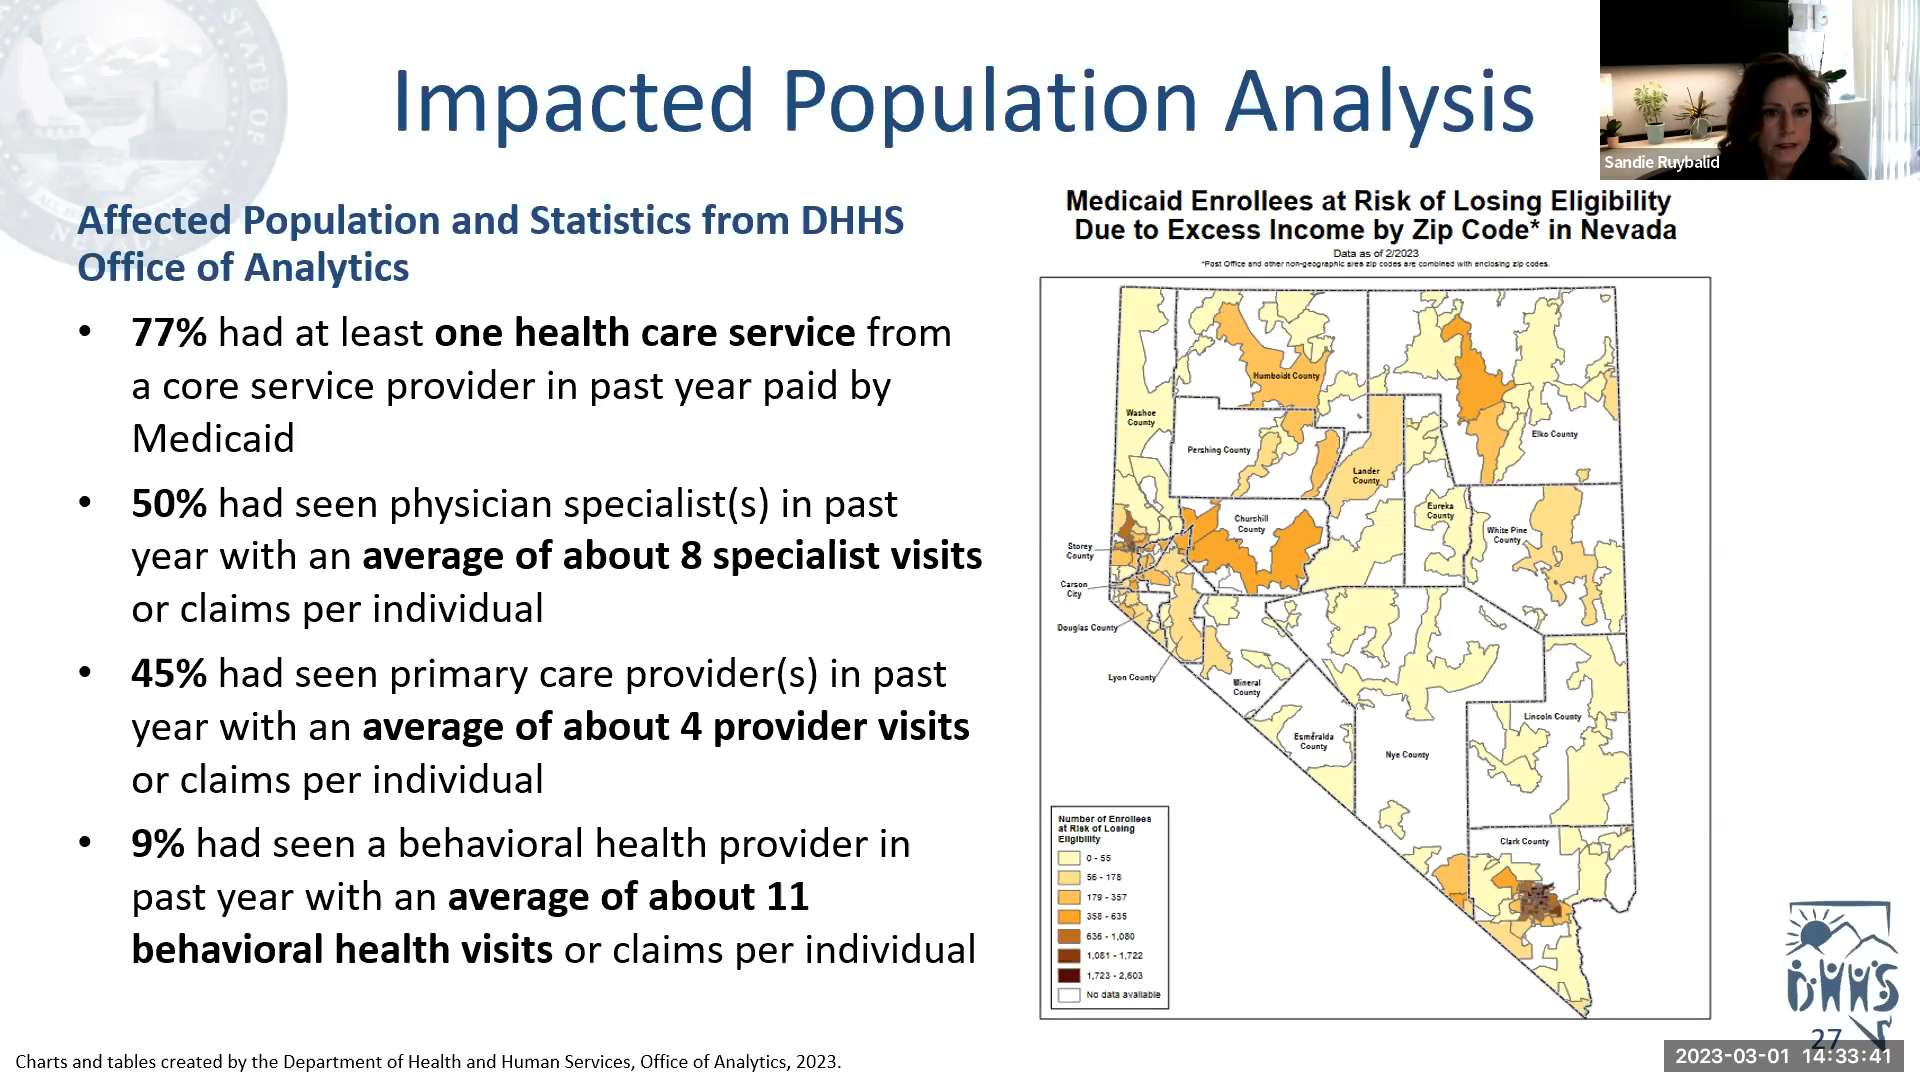 Impacted Population Analysis
Sandie Ruybalid
STATE OF
NEVADA
Affected Population and Statistics from DHHS
Office of Analytics
• 77% had at least one health care service from
a core service provider in past year paid by
Medicaid
• 50% had seen physician specialist(s) in past
year with an average of about 8 specialist visits
or claims per individual
• 45% had seen primary care provider(s) in past
year with an average of about 4 provider visits
or claims per individual
• 9% had seen a behavioral health provider in
past year with an average of about 11
behavioral health visits or claims per individual
Medicaid Enrollees at Risk of Losing Eligibility
Due to Excess Income by Zip Code* in Nevada
Data as of 2/2023
*Post Office and other non-geographic area zip codes are combined with enclosing zip codes.
Humboldt County
Washoe
County
Elko County
Pershing County
Lander
County
Eureka
County
Churchill
County
White Pine
County
Storey
County
Carson
City
Douglas County
Lyon County
Mineral
County
Lincoln County
Esmeralda
County
Nye County
Clark County
Number of Enrollees
at Risk of Losing
Eligibility
0 - 55
56 - 178
179 - 357
358 - 635
636 - 1,080
1,081 - 1,722
1,723 - 2,603
No data available
DHHS
27
Charts and tables created by the Department of Health and Human Services, Office of Analytics, 2023.
2023-03-01 14:33:41